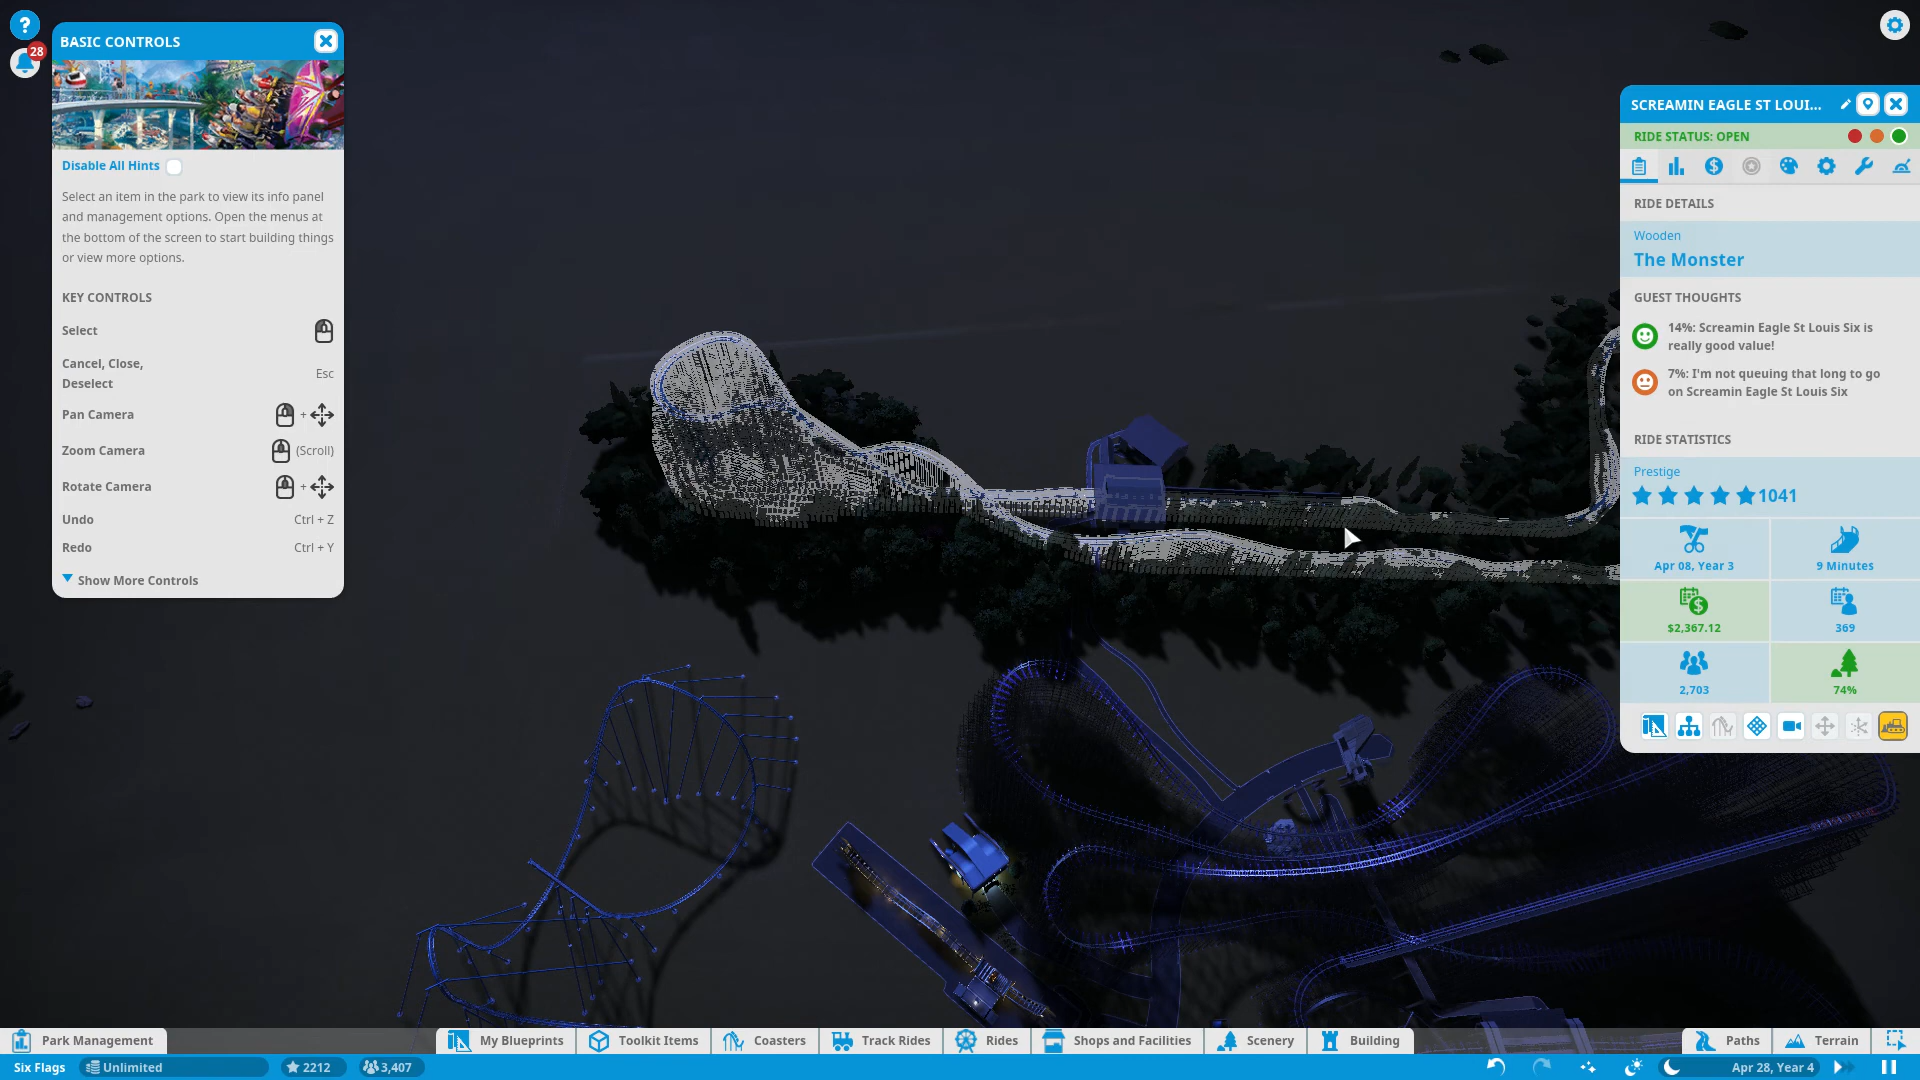 ?
28
BASIC CONTROLS
Disable All Hints
Select an item in the park to view its info panel
and management options. Open the menus at
the bottom of the screen to start building things
or view more options.
KEY CONTROLS
Select
Cancel, Close,
Deselect
Esc
Pan Camera
+
Zoom Camera
(Scroll)
Rotate Camera
+
Undo
Ctrl + Z
Redo
Ctrl + Y
Show More Controls
SCREAMIN EAGLE ST LOUI...
RIDE STATUS: OPEN
RIDE DETAILS
Wooden
The Monster
GUEST THOUGHTS
14%: Screamin Eagle St Louis Six is
really good value!
7%: I'm not queuing that long to go
on Screamin Eagle St Louis Six
RIDE STATISTICS
Prestige
1041
Apr 08, Year 3
9 Minutes
$2,367.12
369
2,703
74%
Park Management
My Blueprints
Toolkit Items
Coasters
Track Rides
Rides
Shops and Facilities
Scenery
Building
Paths
Terrain
Six Flags
Unlimited
2212
3,407
Apr 28, Year 4